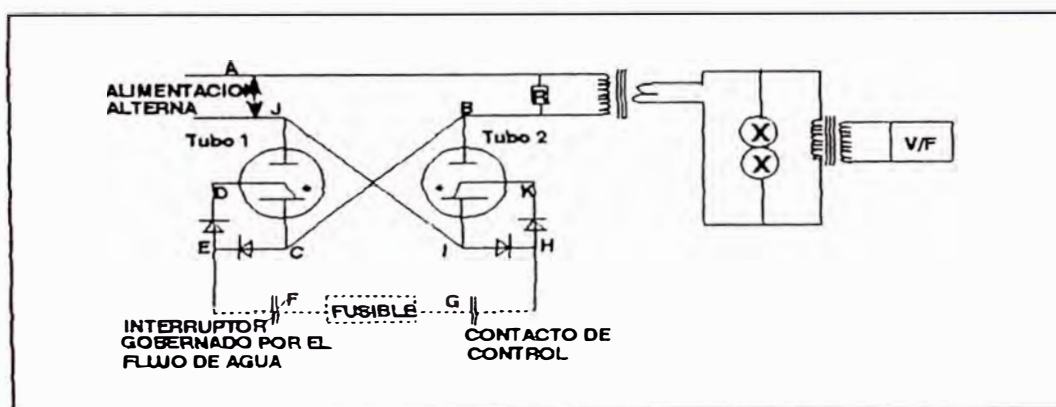 A
ALIMENTACION
ALTERNA
J
B
R
Tubo 1
Tubo 2
X
X
V/F
D
*
*
K
E
C
I
H
F
FUSIBLE
G
INTERRUPTOR
GOBERNADO POR EL
FLUJO DE AGUA
CONTACTO DE
CONTROL